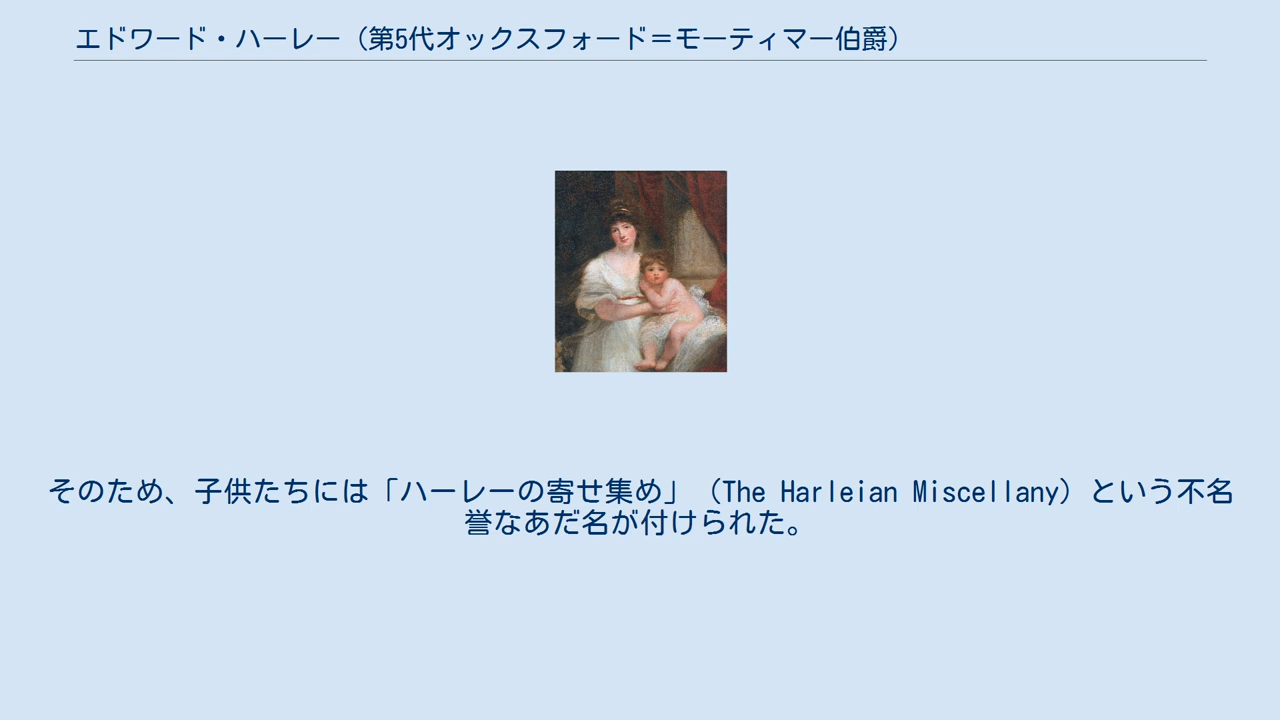 エドワード・ハーレー（第5代オックスフォード＝モーティマー伯爵）
そのため、子供たちには「ハーレーの寄せ集め」（The Harleian Miscellany）という不名
誉なあだ名が付けられた。